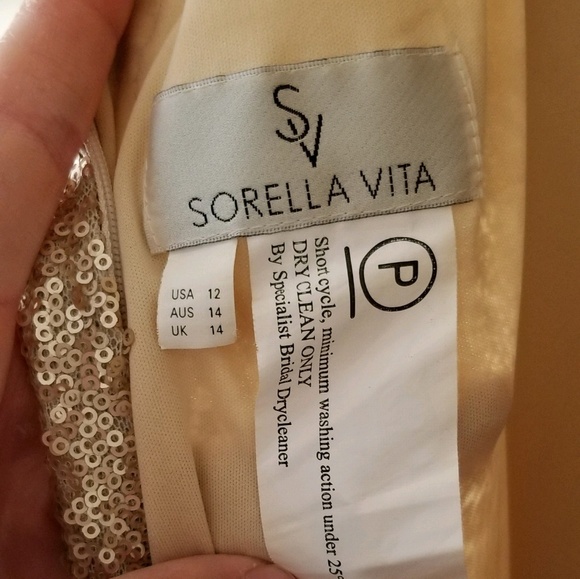 SV
SORELLA VITA
USA 12
AUS 14
UK 14
P
Short cycle, minimum washing action under 25°
DRY CLEAN ONLY
By Specialist Bridal Drycleaner